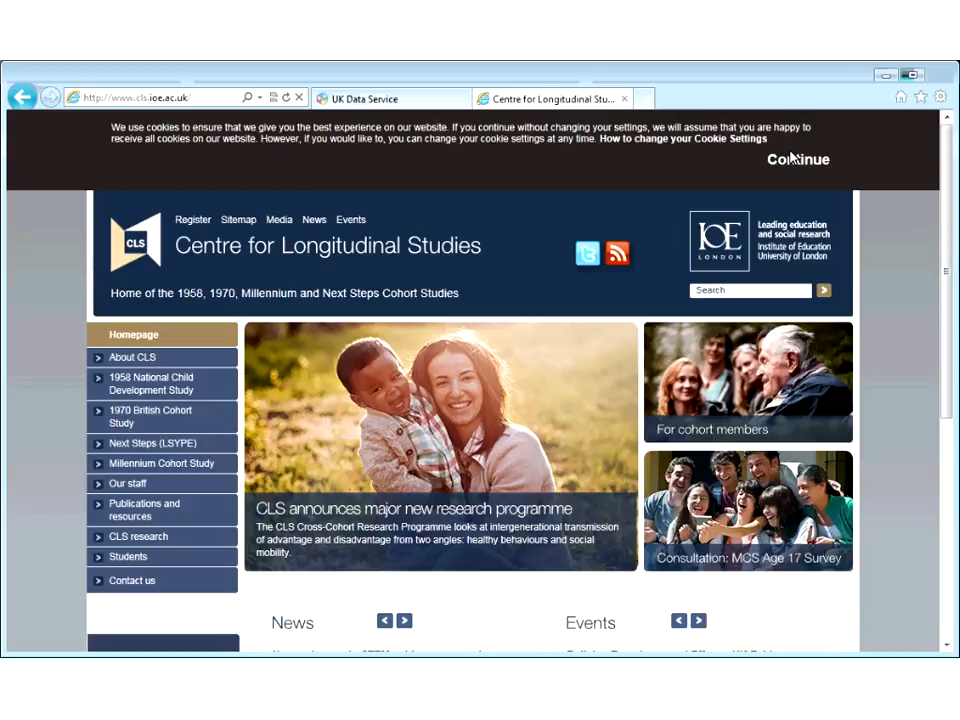 http://www.cls.ioe.ac.uk/
UK Data Service
Centre for Longitudinal Stu...
We use cookies to ensure that we give you the best experience on our website. If you continue without changing your settings, we will assume that you are happy to
receive all cookies on our website. However, if you would like to, you can change your cookie settings at any time. How to change your Cookie Settings
Continue
CLS
Register Sitemap Media News Events
Centre for Longitudinal Studies
Home of the 1958, 1970, Millennium and Next Steps Cohort Studies
IOE
LONDON
Leading education
and social research
Institute of Education
University of London
Search
Homepage
About CLS
1958 National Child
Development Study
1970 British Cohort
Study
Next Steps (LSYPE)
Millennium Cohort Study
Our staff
Publications and
resources
CLS research
Students
Contact us
CLS announces major new research programme
The CLS Cross-Cohort Research Programme looks at intergenerational transmission
of advantage and disadvantage from two angles: healthy behaviours and social
mobility.
For cohort members
Consultation: MCS Age 17 Survey
News
Events